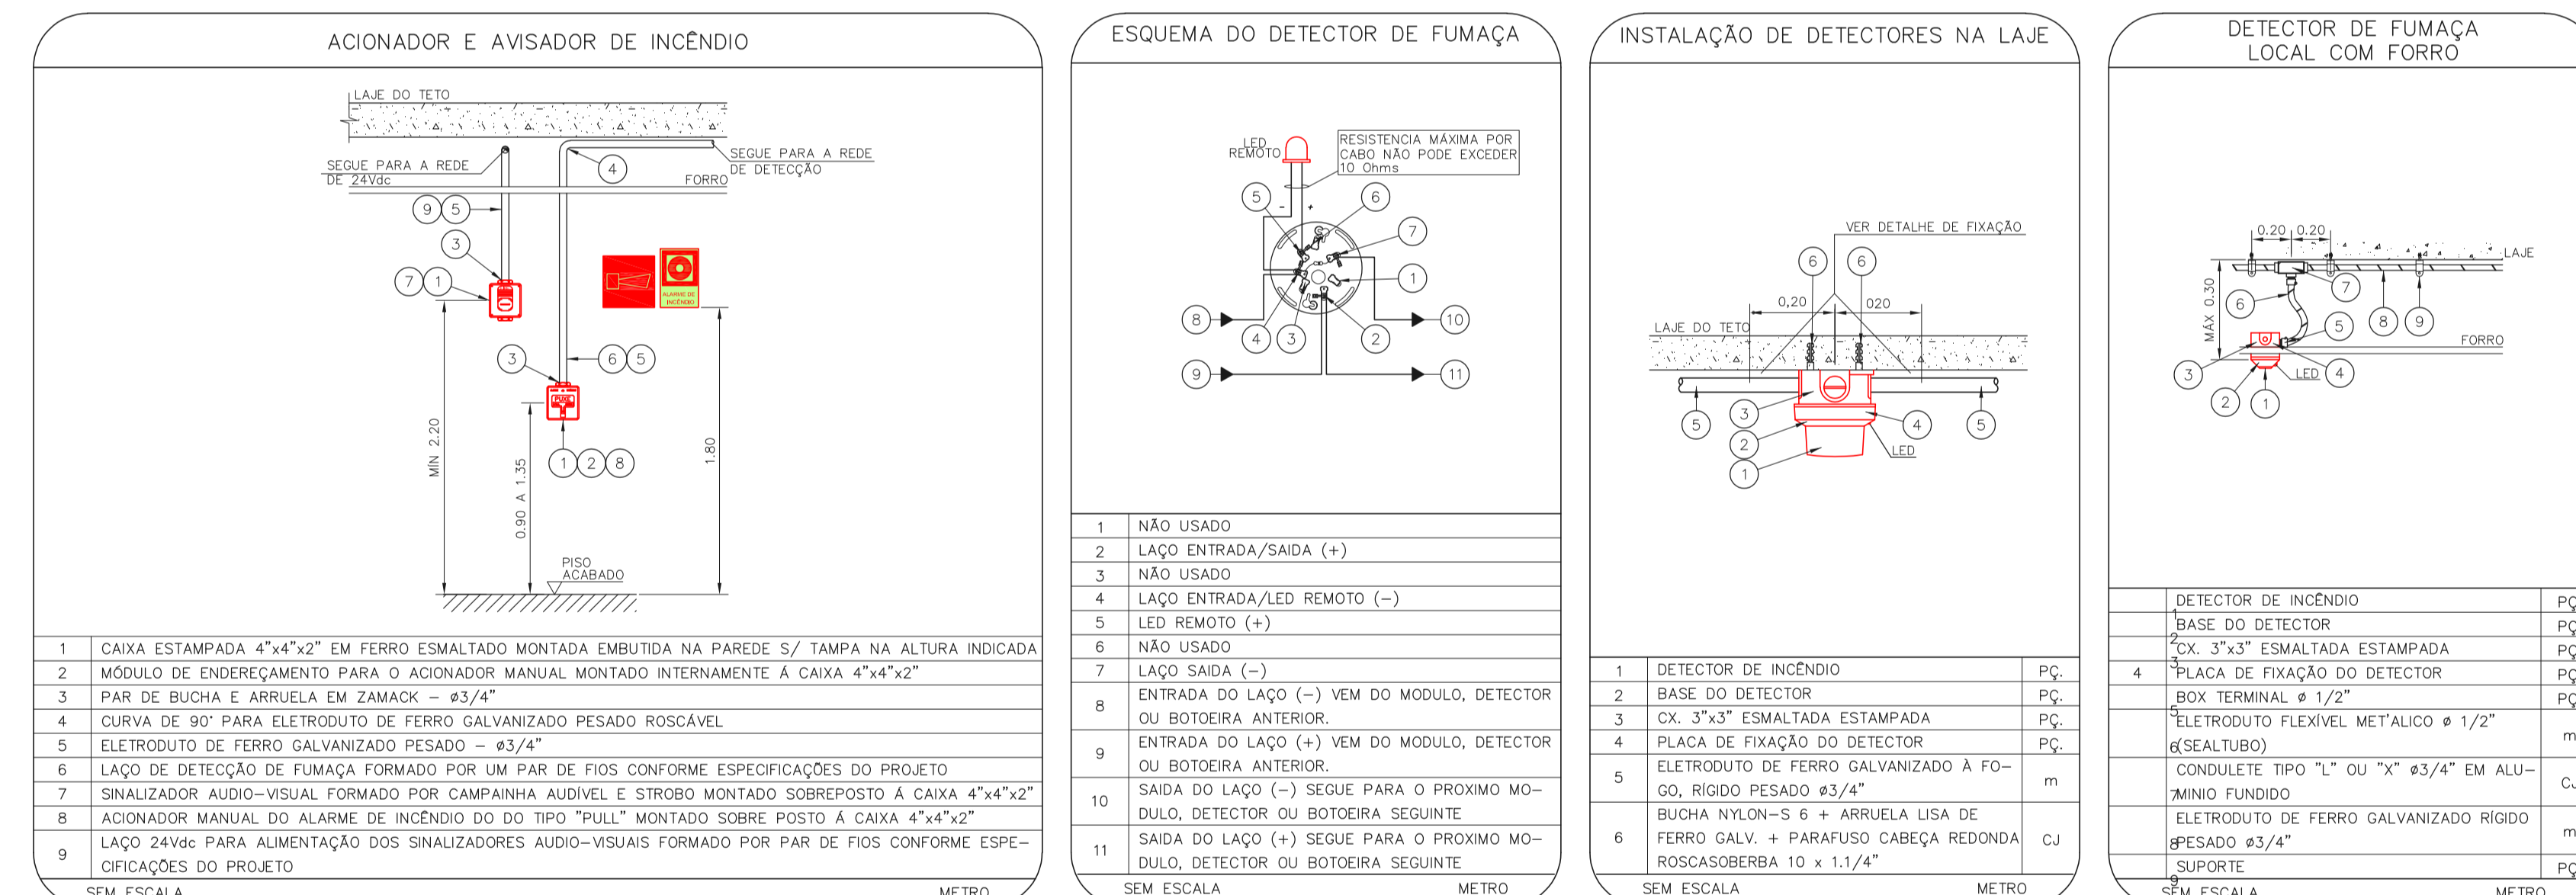 ACIONADOR E AVISADOR DE INCÊNDIO
LAJE DO TETO
SEGUE PARA A REDE
DE 24Vdc
SEGUE PARA A REDE
DE DETECÇÃO
4
FORRO
9 5
3
7 1
ALARME DE
INCÊNDIO
3
6 5
PUXE
1 2 8
MÍN 2.20
0.90 A 1.35
1.80
PISO
ACABADO
1 CAIXA ESTAMPADA 4"x4"x2" EM FERRO ESMALTADO MONTADA EMBUTIDA NA PAREDE S/ TAMPA NA ALTURA INDICADA
2 MÓDULO DE ENDEREÇAMENTO PARA O ACIONADOR MANUAL MONTADO INTERNAMENTE Á CAIXA 4"x4"x2"
3 PAR DE BUCHA E ARRUELA EM ZAMACK – ø3/4"
4 CURVA DE 90° PARA ELETRODUTO DE FERRO GALVANIZADO PESADO ROSCÁVEL
5 ELETRODUTO DE FERRO GALVANIZADO PESADO – ø3/4"
6 LAÇO DE DETECÇÃO DE FUMAÇA FORMADO POR UM PAR DE FIOS CONFORME ESPECIFICAÇÕES DO PROJETO
7 SINALIZADOR AUDIO–VISUAL FORMADO POR CAMPAINHA AUDÍVEL E STROBO MONTADO SOBREPOSTO Á CAIXA 4"x4"x2"
8 ACIONADOR MANUAL DO ALARME DE INCÊNDIO DO DO TIPO "PULL" MONTADO SOBRE POSTO Á CAIXA 4"x4"x2"
9 LAÇO 24Vdc PARA ALIMENTAÇÃO DOS SINALIZADORES AUDIO–VISUAIS FORMADO POR PAR DE FIOS CONFORME ESPE–
CIFICAÇÕES DO PROJETO
SEM ESCALA METRO
ESQUEMA DO DETECTOR DE FUMAÇA
LED
REMOTO
RESISTENCIA MÁXIMA POR
CABO NÃO PODE EXCEDER
10 Ohms
5 - + 6
7
1
8 10
4 3 2
9 11
1 NÃO USADO
2 LAÇO ENTRADA/SAIDA (+)
3 NÃO USADO
4 LAÇO ENTRADA/LED REMOTO (–)
5 LED REMOTO (+)
6 NÃO USADO
7 LAÇO SAIDA (–)
8 ENTRADA DO LAÇO (–) VEM DO MODULO, DETECTOR
OU BOTOEIRA ANTERIOR.
9 ENTRADA DO LAÇO (+) VEM DO MODULO, DETECTOR
OU BOTOEIRA ANTERIOR.
10 SAIDA DO LAÇO (–) SEGUE PARA O PROXIMO MO–
DULO, DETECTOR OU BOTOEIRA SEGUINTE
11 SAIDA DO LAÇO (+) SEGUE PARA O PROXIMO MO–
DULO, DETECTOR OU BOTOEIRA SEGUINTE
SEM ESCALA METRO
INSTALAÇÃO DE DETECTORES NA LAJE
VER DETALHE DE FIXAÇÃO
6 6
0,20 020
LAJE DO TETO
5 3 4 5
2
LED
1
1 DETECTOR DE INCÊNDIO PÇ.
2 BASE DO DETECTOR PÇ.
3 CX. 3"x3" ESMALTADA ESTAMPADA PÇ.
4 PLACA DE FIXAÇÃO DO DETECTOR PÇ.
5 ELETRODUTO DE FERRO GALVANIZADO À FO–
GO, RÍGIDO PESADO ø3/4" m
6 BUCHA NYLON–S 6 + ARRUELA LISA DE
FERRO GALV. + PARAFUSO CABEÇA REDONDA CJ
ROSCASOBERBA 10 x 1.1/4"
SEM ESCALA METRO
DETECTOR DE FUMAÇA
LOCAL COM FORRO
0.20 0.20
LAJE
MÁX 0.30
6 7
5 8 9
FORRO
3 LED 4
2 1
1 DETECTOR DE INCÊNDIO PÇ
2 BASE DO DETECTOR PÇ
3 CX. 3"x3" ESMALTADA ESTAMPADA PÇ
4 PLACA DE FIXAÇÃO DO DETECTOR PÇ
5 BOX TERMINAL ø 1/2" PÇ
6 ELETRODUTO FLEXÍVEL MET'ALICO ø 1/2"
(SEALTUBO) m
7 CONDULETE TIPO "L" OU "X" ø3/4" EM ALU–
MINIO FUNDIDO CJ
8 ELETRODUTO DE FERRO GALVANIZADO RÍGIDO
PESADO ø3/4" m
9 SUPORTE PÇ
SEM ESCALA METRO